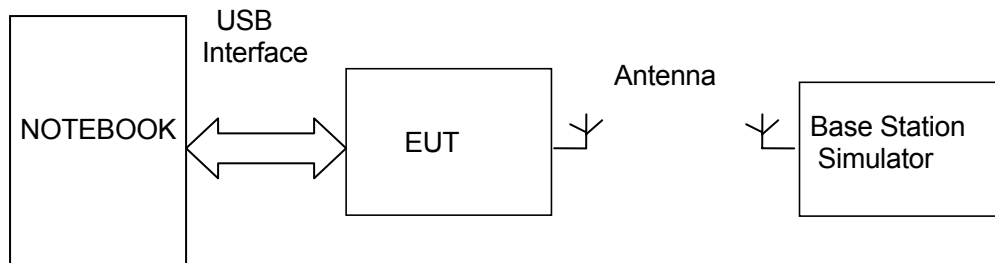 USB
Interface
Antenna
NOTEBOOK
EUT
Base Station
Simulator